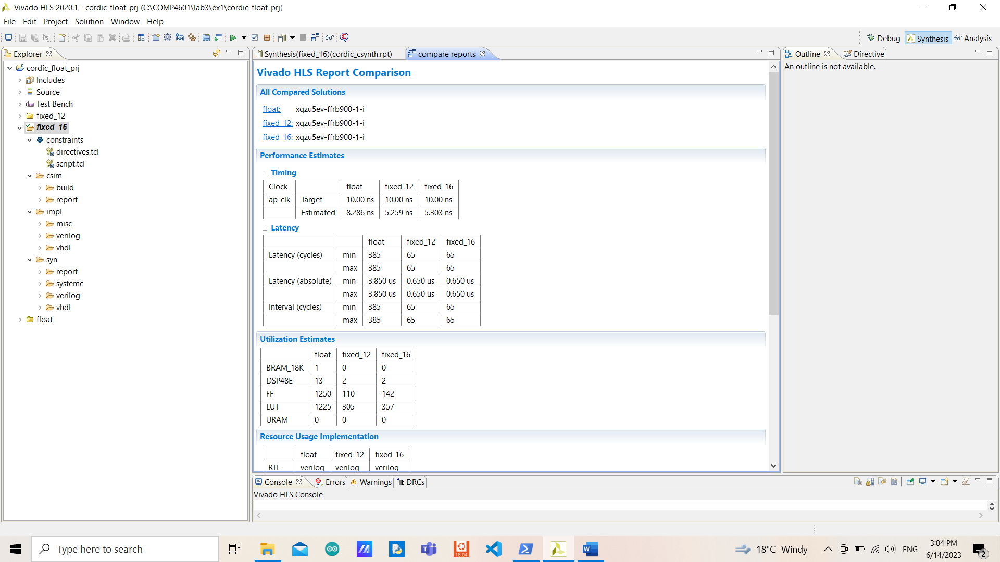 Vivado HLS 2020.1 - cordic_float_prj (C:\COMP4601\lab3\ex1\cordic_float_prj)
File Edit Project Solution Window Help
Debug Synthesis Analysis
Explorer
cordic_float_prj
Includes
Source
Test Bench
fixed_12
fixed_16
constraints
directives.tcl
script.tcl
csim
build
report
impl
misc
verilog
vhdl
syn
report
systemc
verilog
vhdl
float
Synthesis(fixed_16)(cordic_csynth.rpt) compare reports
Vivado HLS Report Comparison
All Compared Solutions
float: xqzu5ev-ffrb900-1-i
fixed_12: xqzu5ev-ffrb900-1-i
fixed_16: xqzu5ev-ffrb900-1-i
Performance Estimates
Timing
Clock float fixed_12 fixed_16
ap_clk Target 10.00 ns 10.00 ns 10.00 ns
Estimated 8.286 ns 5.259 ns 5.303 ns
Latency
float fixed_12 fixed_16
Latency (cycles) min 385 65 65
max 385 65 65
Latency (absolute) min 3.850 us 0.650 us 0.650 us
max 3.850 us 0.650 us 0.650 us
Interval (cycles) min 385 65 65
max 385 65 65
Utilization Estimates
float fixed_12 fixed_16
BRAM_18K 1 0 0
DSP48E 13 2 2
FF 1250 110 142
LUT 1225 305 357
URAM 0 0 0
Resource Usage Implementation
float fixed_12 fixed_16
RTL verilog verilog verilog
Outline Directive
An outline is not available.
Console Errors Warnings DRCs
Vivado HLS Console
Type here to search
18.04
18°C Windy
ENG
3:04 PM
6/14/2023
2